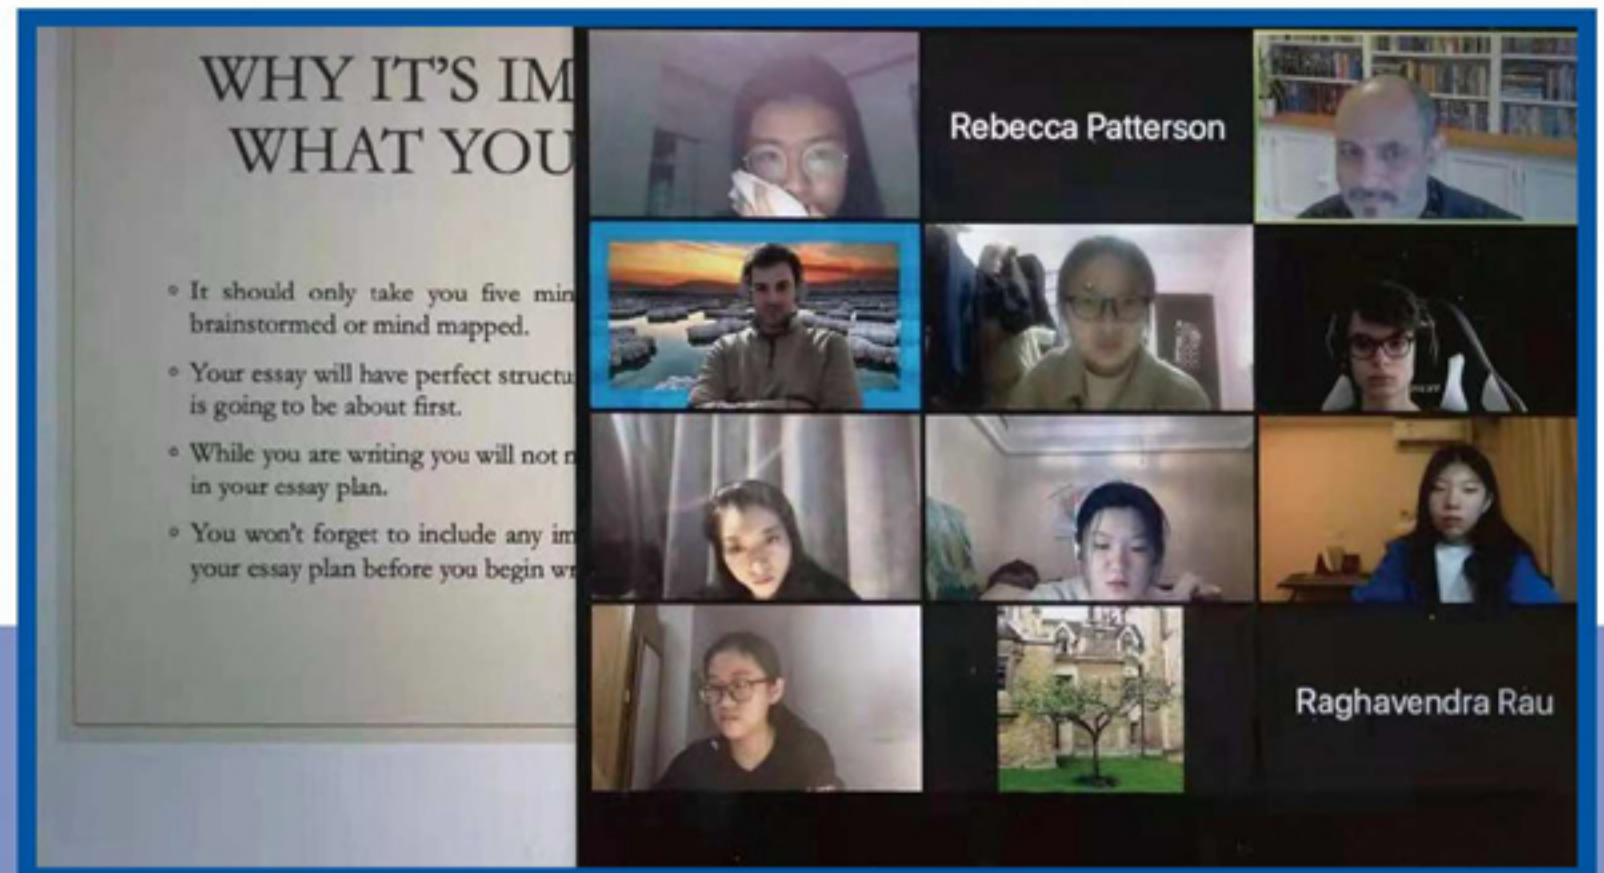 WHY IT'S IM
WHAT YOU
° It should only take you five min
brainstormed or mind mapped.
° Your essay will have perfect structu
is going to be about first.
° While you are writing you will not n
in your essay plan.
° You won't forget to include any im
your essay plan before you begin wr
Rebecca Patterson
Raghavendra Rau